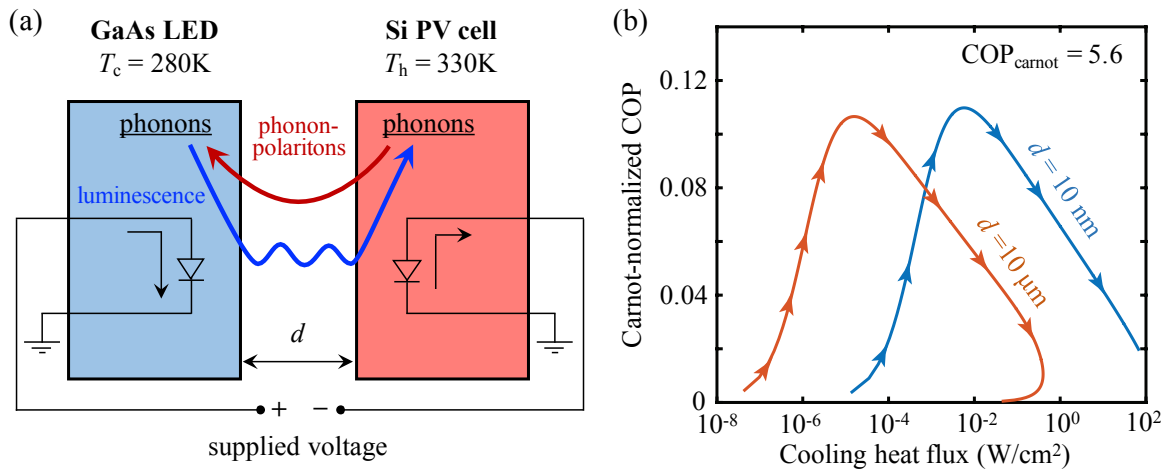 (a)
GaAs LED
Tc = 280K
Si PV cell
Th = 330K
phonons
phonon-
polaritons
phonons
luminescence
d
+ −
supplied voltage
(b)
COPcarnot = 5.6
Carnot-normalized COP
0.12
0.08
0.04
0
d = 10 nm
d =10 μm
10-8 10-6 10-4 10-2 100 102
Cooling heat flux (W/cm2)